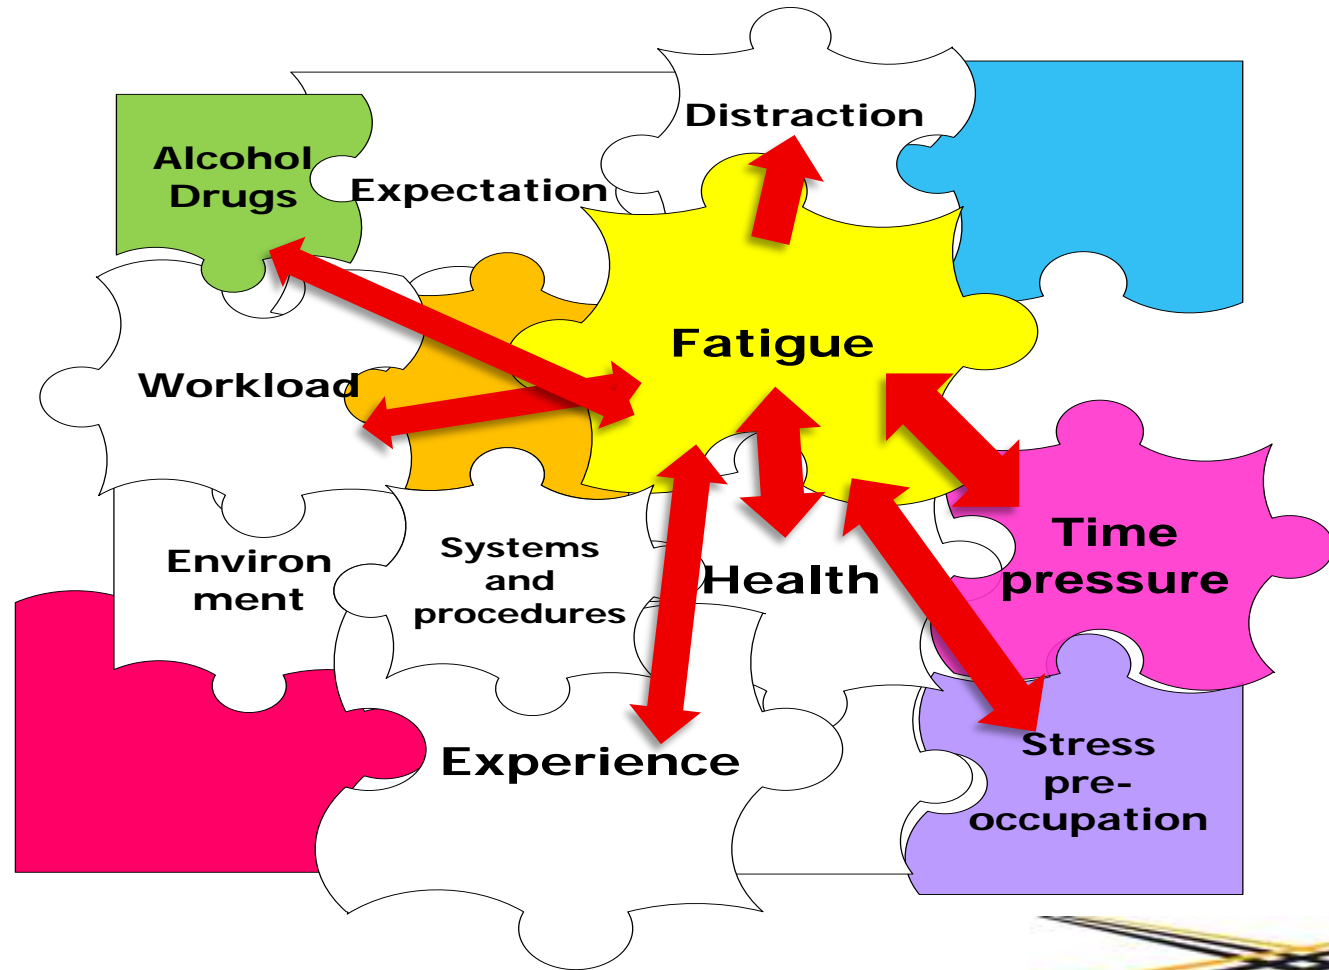 Distraction
Alcohol
Drugs
Expectation
Fatigue
Workload
Time
pressure
Environ
ment
Systems
and
procedures
Health
Experience
Stress
pre-
occupation